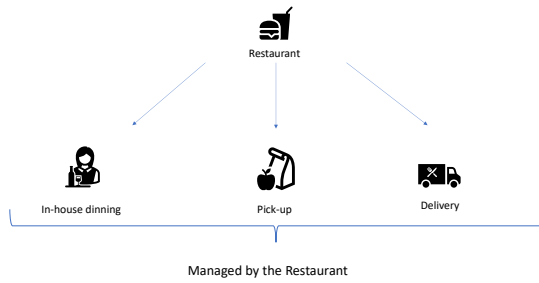 Restaurant
In-house dinning
Pick-up
Delivery
Managed by the Restaurant